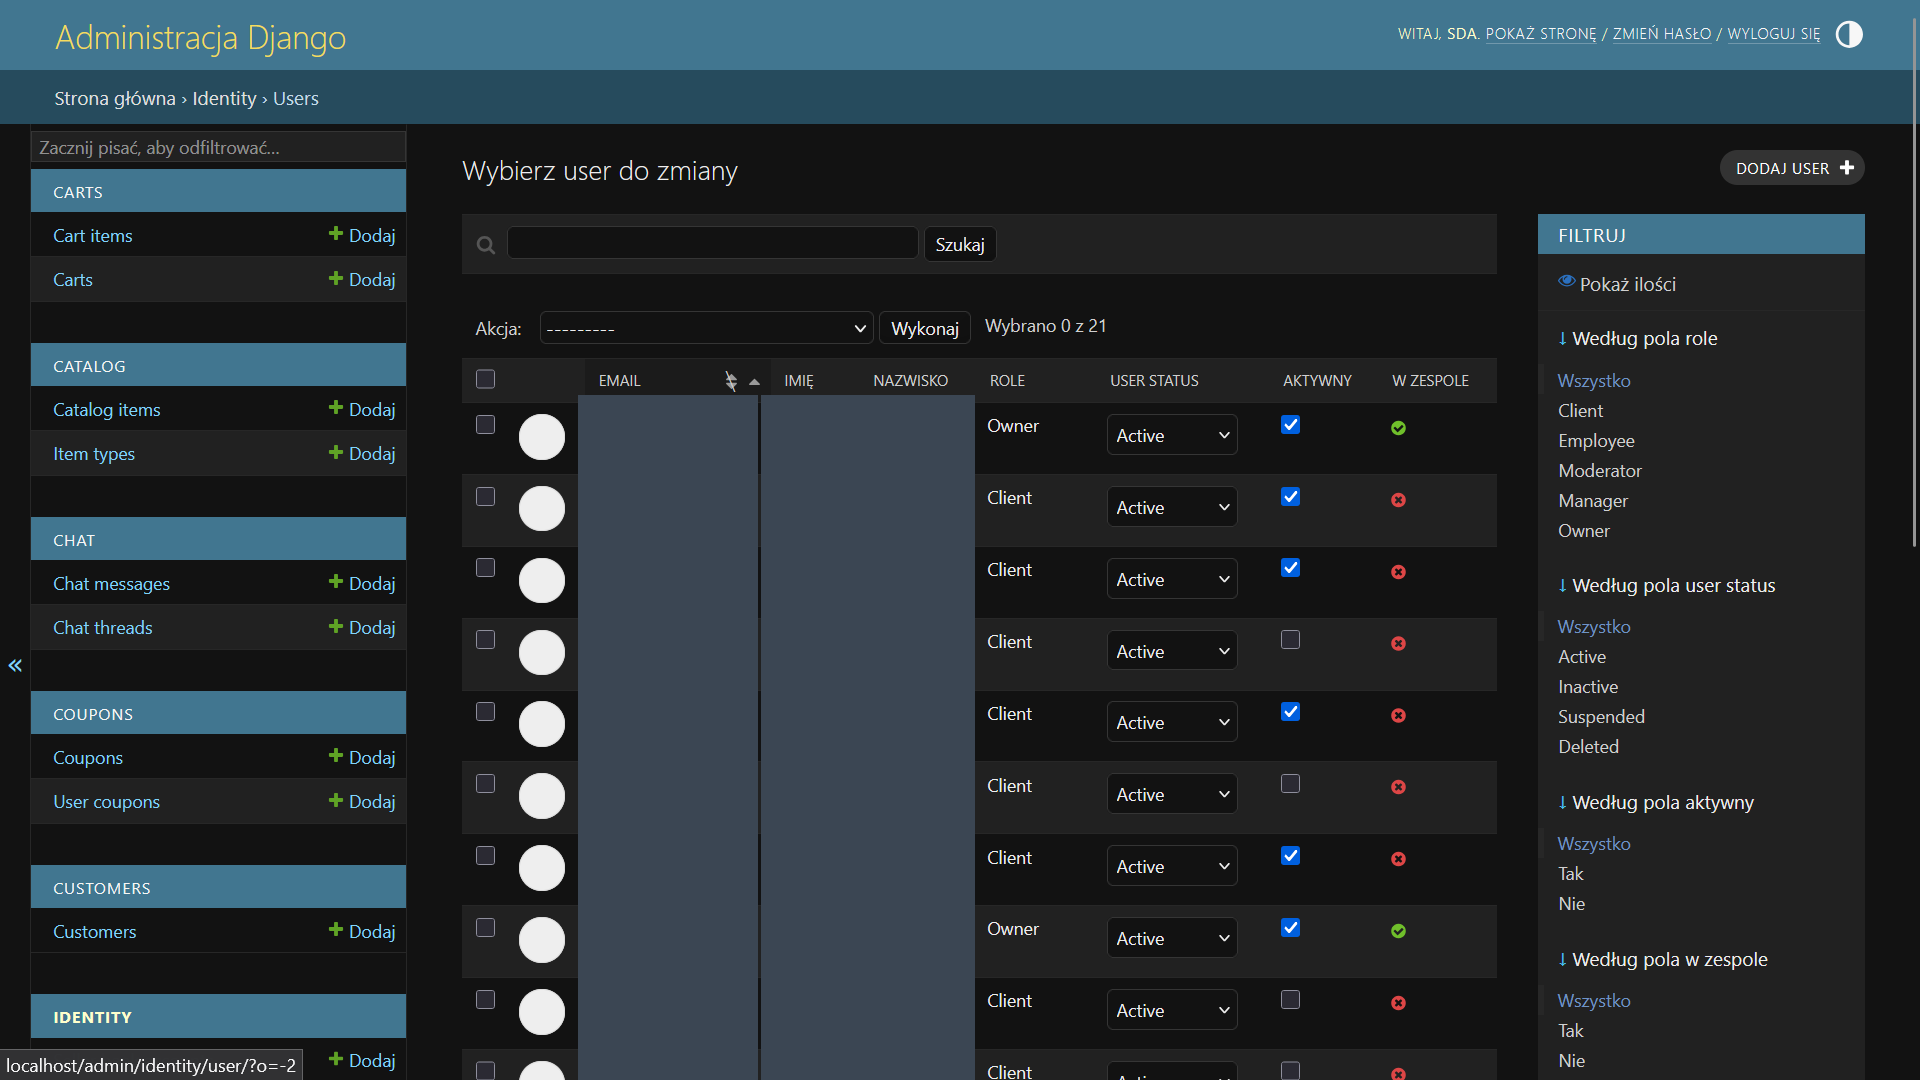 Administracja Django
WITAJ, SDA. POKAŻ STRONĘ / ZMIEŃ HASŁO / WYLOGUJ SIĘ
Strona główna › Identity › Users
Zacznij pisać, aby odfiltrować...
CARTS
Cart items Dodaj
Carts Dodaj
CATALOG
Catalog items Dodaj
Item types Dodaj
CHAT
Chat messages Dodaj
Chat threads Dodaj
COUPONS
Coupons Dodaj
User coupons Dodaj
CUSTOMERS
Customers Dodaj
IDENTITY
Dodaj
localhost/admin/identity/user/?o=-2
«
Wybierz user do zmiany
DODAJ USER
Szukaj
Akcja: --------- Wykonaj Wybrano 0 z 21
EMAIL IMIĘ NAZWISKO ROLE USER STATUS AKTYWNY W ZESPOLE
Owner Active
Client Active
Client Active
Client Active
Client Active
Client Active
Client Active
Owner Active
Client Active
Client
FILTRUJ
Pokaż ilości
↓ Według pola role
Wszystko
Client
Employee
Moderator
Manager
Owner
↓ Według pola user status
Wszystko
Active
Inactive
Suspended
Deleted
↓ Według pola aktywny
Wszystko
Tak
Nie
↓ Według pola w zespole
Wszystko
Tak
Nie